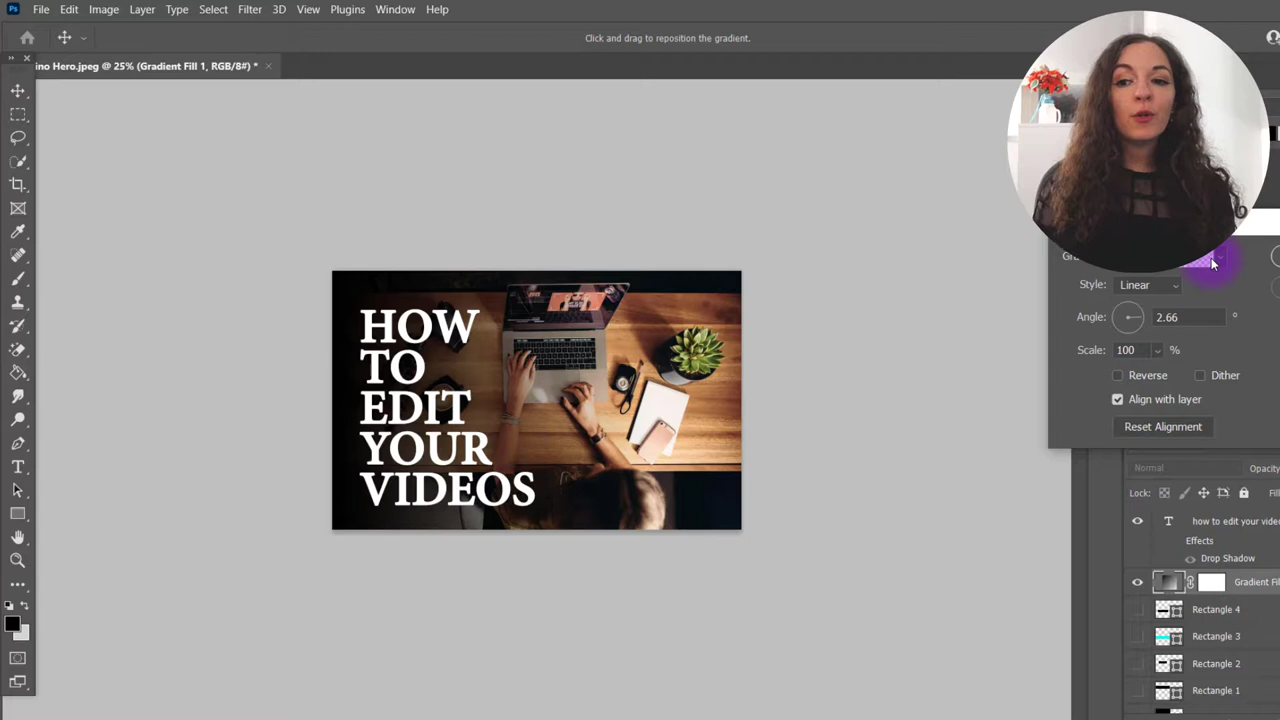 Ps File Edit Image Layer Type Select Filter 3D View Plugins Window Help
Click and drag to reposition the gradient.
ino Hero.jpeg @ 25% (Gradient Fill 1, RGB/8#) *
Style: Linear
Angle: 2.66 °
Scale: 100 %
Reverse Dither
Align with layer
Reset Alignment
HOW
TO
EDIT
YOUR
VIDEOS
Normal Opacity
Lock: Fil
T how to edit your vide
Effects
Drop Shadow
Gradient Fil
Rectangle 4
Rectangle 3
Rectangle 2
Rectangle 1